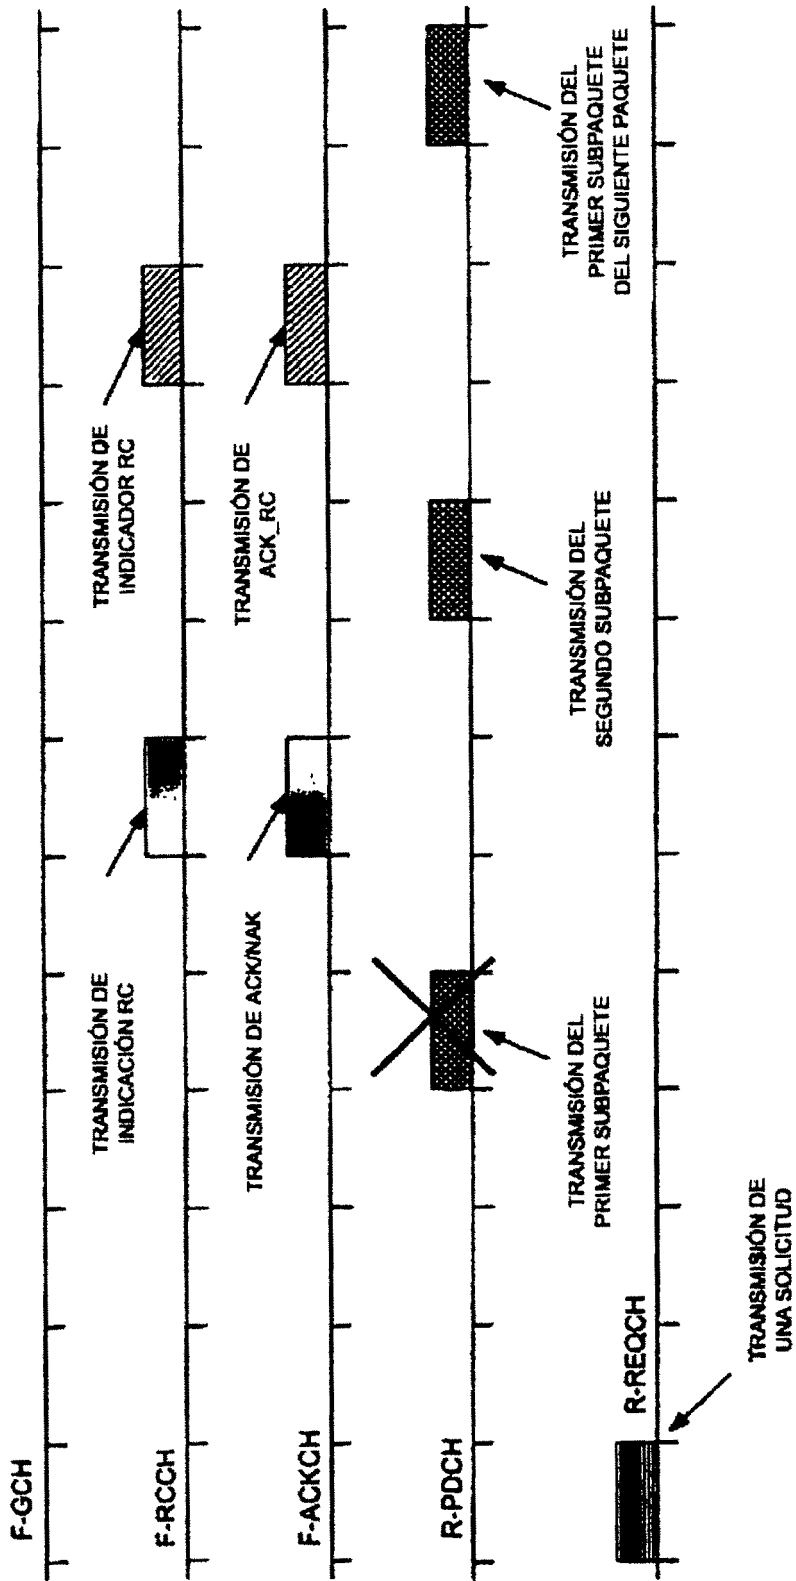 F-GCH
F-RCCH
TRANSMISIÓN DE
INDICACIÓN RC
TRANSMISIÓN DE
INDICADOR RC
F-ACKCH
TRANSMISIÓN DE ACK/NAK
TRANSMISIÓN DE
ACK_RC
R-PDCH
TRANSMISIÓN DEL
PRIMER SUBPAQUETE
TRANSMISIÓN DEL
SEGUNDO SUBPAQUETE
TRANSMISIÓN DEL
PRIMER SUBPAQUETE
DEL SIGUIENTE PAQUETE
R-REQCH
TRANSMISIÓN DE
UNA SOLICITUD